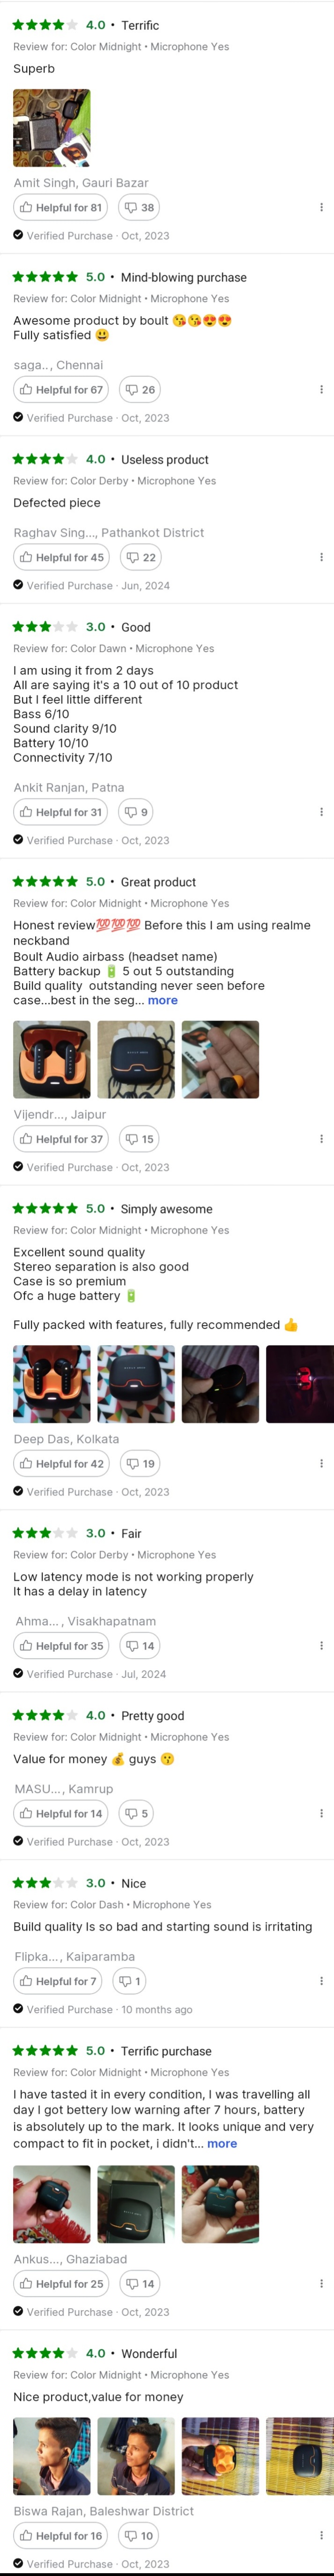 4.0 • Terrific
Review for: Color Midnight • Microphone Yes
Superb
Amit Singh, Gauri Bazar
Helpful for 81 38
Verified Purchase · Oct, 2023
5.0 • Mind-blowing purchase
Review for: Color Midnight • Microphone Yes
Awesome product by boult 😘😘😍😍
Fully satisfied 😃
saga.. , Chennai
Helpful for 67 26
Verified Purchase · Oct, 2023
4.0 • Useless product
Review for: Color Derby • Microphone Yes
Defected piece
Raghav Sing..., Pathankot District
Helpful for 45 22
Verified Purchase · Jun, 2024
3.0 • Good
Review for: Color Dawn • Microphone Yes
I am using it from 2 days
All are saying it's a 10 out of 10 product
But I feel little different
Bass 6/10
Sound clarity 9/10
Battery 10/10
Connectivity 7/10
Ankit Ranjan, Patna
Helpful for 31 9
Verified Purchase · Oct, 2023
5.0 • Great product
Review for: Color Midnight • Microphone Yes
Honest review💯💯💯 Before this I am using realme
neckband
Boult Audio airbass (headset name)
Battery backup 🔋 5 out 5 outstanding
Build quality outstanding never seen before
case...best in the seg... more
Vijendr..., Jaipur
Helpful for 37 15
Verified Purchase · Oct, 2023
5.0 • Simply awesome
Review for: Color Midnight • Microphone Yes
Excellent sound quality
Stereo separation is also good
Case is so premium
Ofc a huge battery 🔋
Fully packed with features, fully recommended 👍
Deep Das, Kolkata
Helpful for 42 19
Verified Purchase · Oct, 2023
3.0 • Fair
Review for: Color Derby • Microphone Yes
Low latency mode is not working properly
It has a delay in latency
Ahma... , Visakhapatnam
Helpful for 35 14
Verified Purchase · Jul, 2024
4.0 • Pretty good
Review for: Color Midnight • Microphone Yes
Value for money 💰 guys 😗
MASU... , Kamrup
Helpful for 14 5
Verified Purchase · Oct, 2023
3.0 • Nice
Review for: Color Dash • Microphone Yes
Build quality Is so bad and starting sound is irritating
Flipka... , Kaiparamba
Helpful for 7 1
Verified Purchase · 10 months ago
5.0 • Terrific purchase
Review for: Color Midnight • Microphone Yes
I have tasted it in every condition, I was travelling all
day I got bettery low warning after 7 hours, battery
is absolutely up to the mark. It looks unique and very
compact to fit in pocket, i didn't... more
Ankus..., Ghaziabad
Helpful for 25 14
Verified Purchase · Oct, 2023
4.0 • Wonderful
Review for: Color Midnight • Microphone Yes
Nice product,value for money
Biswa Rajan, Baleshwar District
Helpful for 16 10
Verified Purchase · Oct, 2023